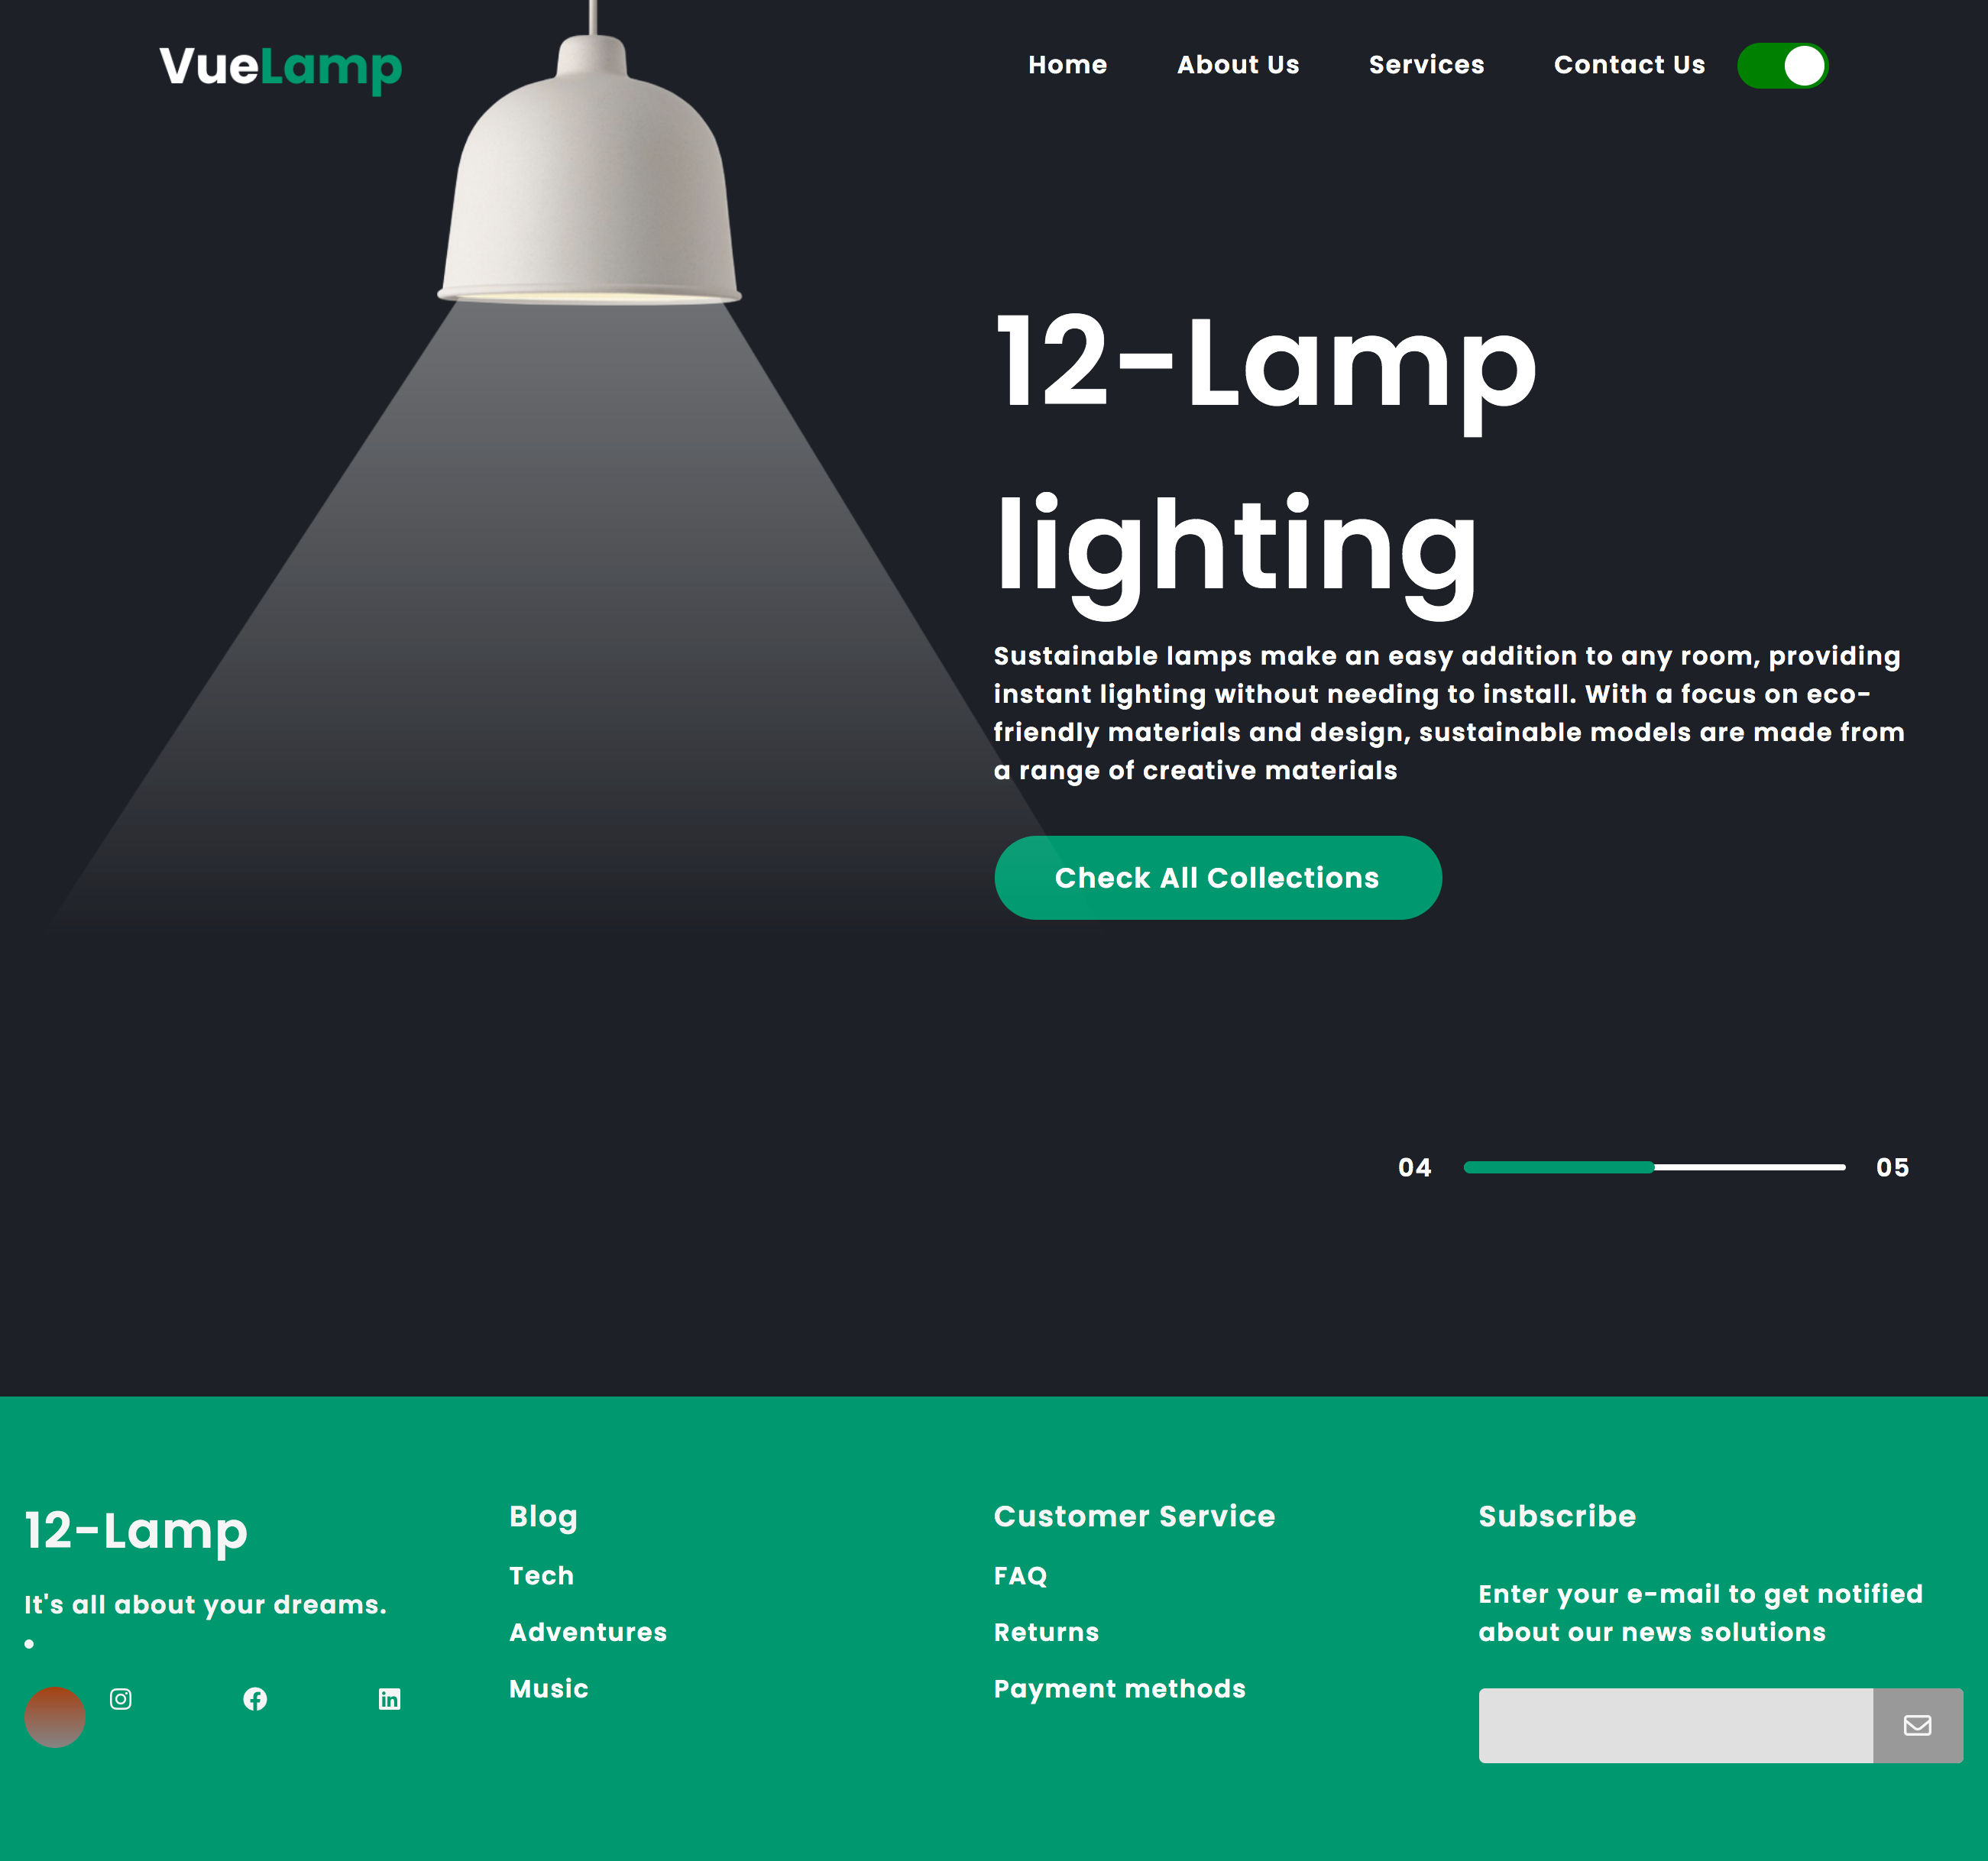 VueLamp
Home
About Us
Services
Contact Us
12-Lamp
lighting
Sustainable lamps make an easy addition to any room, providing
instant lighting without needing to install. With a focus on eco-
friendly materials and design, sustainable models are made from
a range of creative materials
Check All Collections
04
05
12-Lamp
It's all about your dreams.
Blog
Tech
Adventures
Music
Customer Service
FAQ
Returns
Payment methods
Subscribe
Enter your e-mail to get notified
about our news solutions